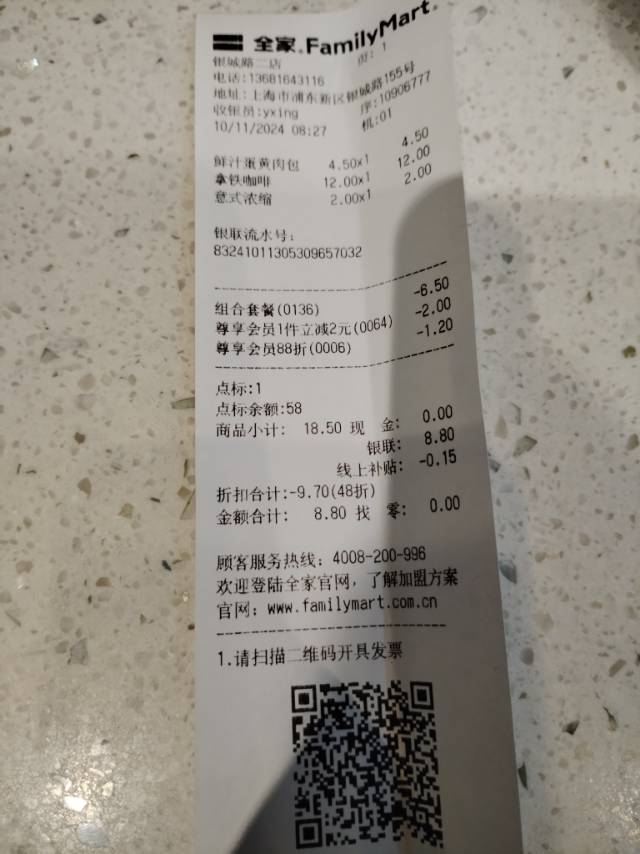 全家 FamilyMart
银城路二店 份: 1
电话:13681643116
地址:上海市浦东新区银城路155号
收银员:yxing 序:10906777
10/11/2024 08:27 机:01
鲜汁蛋黄肉包 4.50x1 4.50
拿铁咖啡 12.00x1 12.00
意式浓缩 2.00x1 2.00
银联流水号:
83241011305309657032
组合套餐(0136) -6.50
尊享会员1件立减2元(0064) -2.00
尊享会员88折(0006) -1.20
点标:1
点标余额:58
商品小计: 18.50 现 金: 0.00
银联: 8.80
线上补贴: -0.15
折扣合计:-9.70(48折)
金额合计: 8.80 找 零: 0.00
顾客服务热线: 4008-200-996
欢迎登陆全家官网,了解加盟方案
官网: www.familymart.com.cn
1.请扫描二维码开具发票